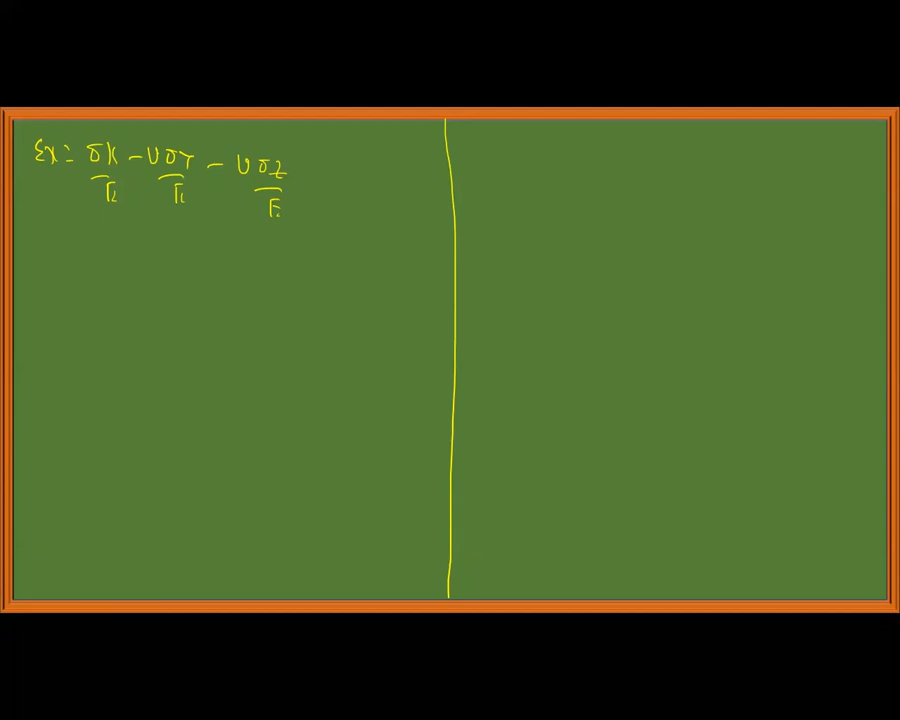 εx = σx/E - υσy/E - υσz/E